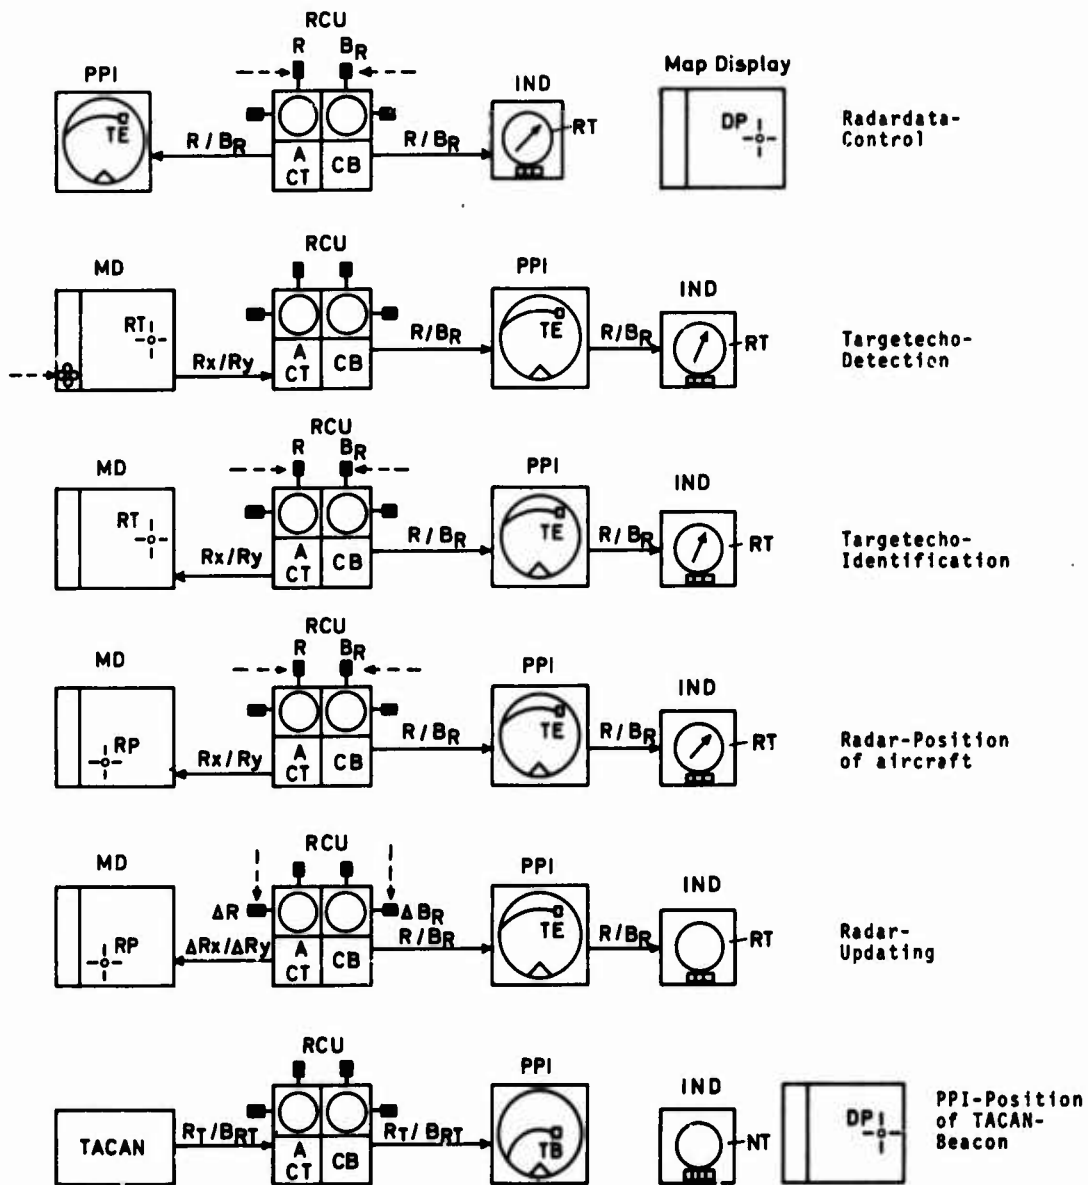 RCU
R BR
PPI
IND
Map Display
TE
R/BR
A
CT
CB
R/BR
RT
DP
Radardata-
Control
RCU
MD
PPI
IND
RT
Rx/Ry
A
CT
CB
R/BR
TE
R/BR
RT
Targetecho-
Detection
RCU
R BR
MD
PPI
IND
RT
Rx/Ry
A
CT
CB
R/BR
TE
R/BR
RT
Targetecho-
Identification
RCU
R BR
MD
PPI
IND
RP
Rx/Ry
A
CT
CB
R/BR
TE
R/BR
RT
Radar-Position
of aircraft
RCU
MD
PPI
IND
RP
ΔR
ΔRx/ΔRy
A
CT
CB
ΔBR
R/BR
TE
R/BR
RT
Radar-
Updating
RCU
PPI
IND
TACAN
RT/BRT
A
CT
CB
RT/BRT
TB
NT
DP
PPI-Position
of TACAN-
Beacon